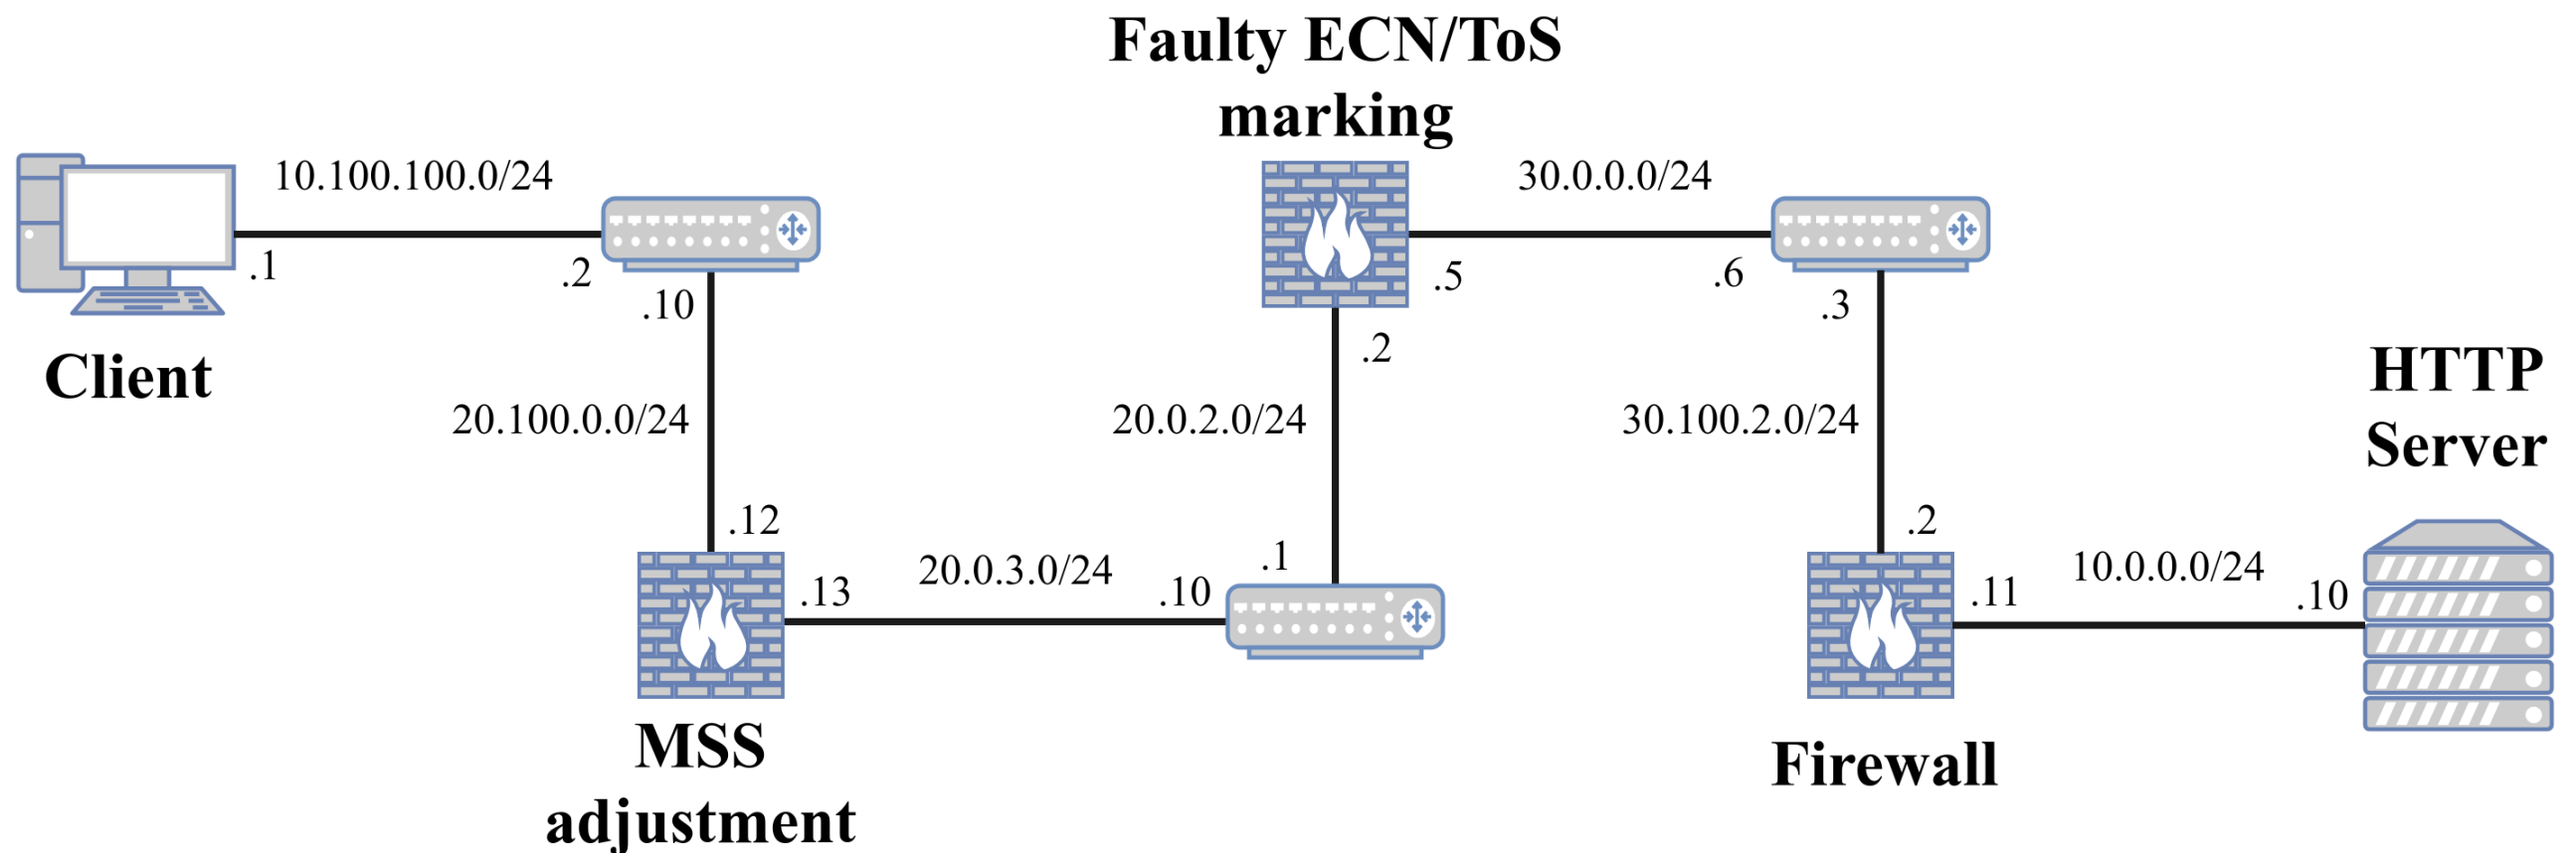 Faulty ECN/ToS
marking
10.100.100.0/24
30.0.0.0/24
.1
.2
.10
.5
.6
.3
.2
Client
HTTP
Server
20.100.0.0/24
20.0.2.0/24
30.100.2.0/24
.12
.1
.2
20.0.3.0/24
10.0.0.0/24
.13
.10
.11
.10
MSS
adjustment
Firewall